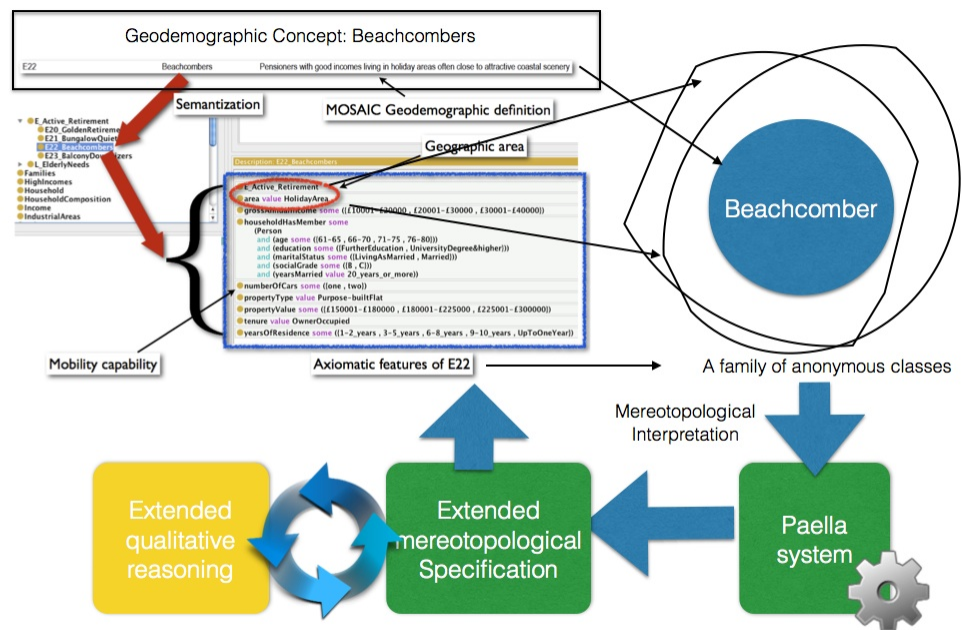 Geodemographic Concept: Beachcombers
E22 Beachcombers Pensioners with good incomes living in holiday areas often close to attractive coastal scenery
Semantization
MOSAIC Geodemographic definition
Geographic area
E_Active_Retirement
E20_GoldenRetireme
E21_BungalowQuiet
E22_Beachcombers
E23_BalconyDow izers
L_ElderlyNeeds
Families
HighIncomes
Household
HouseholdComposition
Income
IndustrialAreas
Description: E22_Beachcombers
E_Active_Retirement
area value HolidayArea
grossAnnualIncome some ({£10001-£20000 , £20001-£30000 , £30001-£40000})
householdHasMember some
(Person
and (age some ({61-65 , 66-70 , 71-75 , 76-80}))
and (education some ({FurtherEducation , UniversityDegree&higher}))
and (maritalStatus some ({LivingAsMarried , Married}))
and (socialGrade some ({B , C}))
and (yearsMarried value 20_years_or_more))
numberOfCars some ({one , two})
propertyType value Purpose-builtFlat
propertyValue some ({£150001-£180000 , £180001-£225000 , £225001-£300000})
tenure value OwnerOccupied
yearsOfResidence some ({1-2_years , 3-5_years , 6-8_years , 9-10_years , UpToOneYear})
Beachcomber
Mobility capability
Axiomatic features of E22
A family of anonymous classes
Mereotopological
Interpretation
Extended
qualitative
reasoning
Extended
mereotopological
Specification
Paella
system